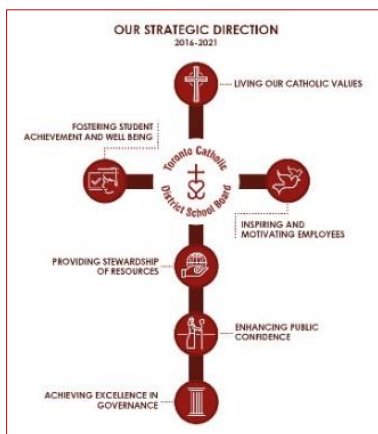 OUR STRATEGIC DIRECTION
2016-2021
LIVING OUR CATHOLIC VALUES
FOSTERING STUDENT
ACHIEVEMENT AND WELL BEING
Toronto Catholic
District School Board
INSPIRING AND
MOTIVATING EMPLOYEES
PROVIDING STEWARDSHIP
OF RESOURCES
ENHANCING PUBLIC
CONFIDENCE
ACHIEVING EXCELLENCE IN
GOVERNANCE